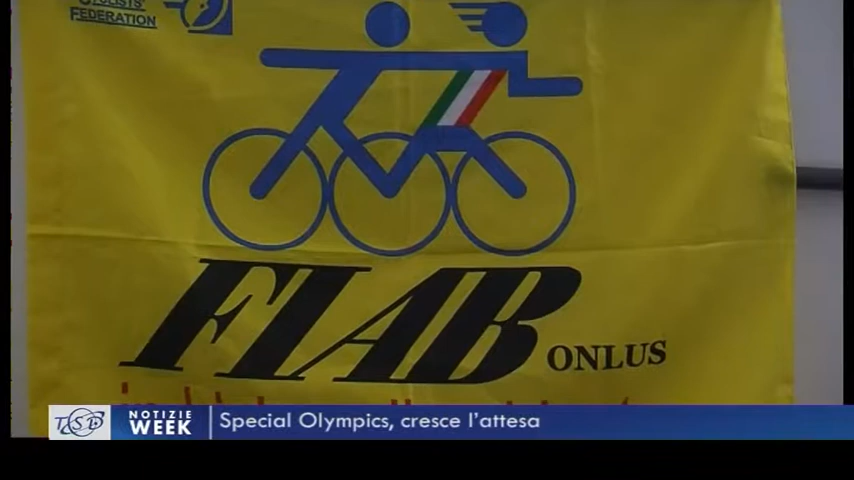 CYCLISTS'
FEDERATION
FIAB ONLUS
TSD
NOTIZIE
WEEK
Special Olympics, cresce l'attesa